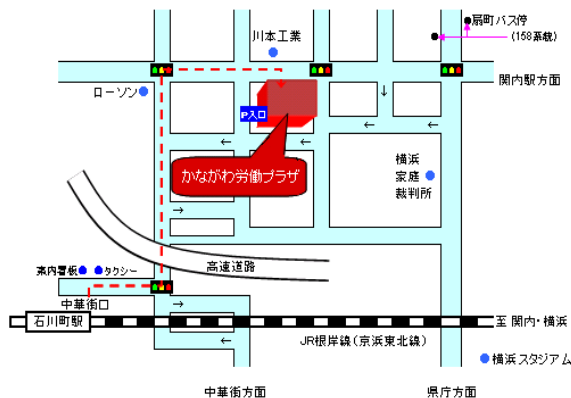 扇町バス停
(158系統)
川本工業
関内駅方面
ローソン
P入口
かながわ労働プラザ
横浜
家庭
裁判所
高速道路
案内看板
タクシー
中華街口
石川町駅
至関内・横浜
JR根岸線(京浜東北線)
横浜スタジアム
中華街方面
県庁方面